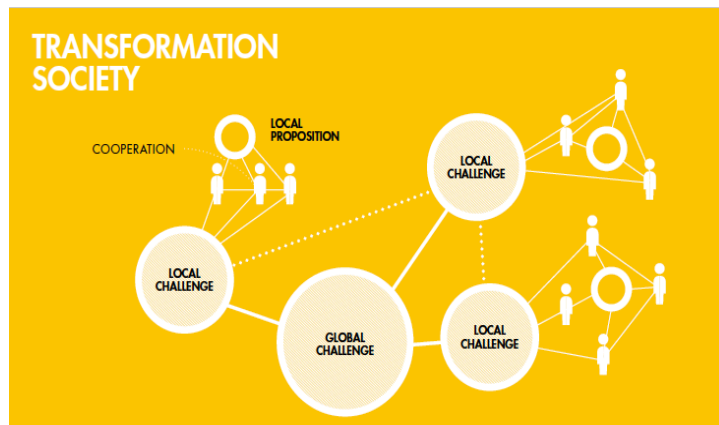 TRANSFORMATION
SOCIETY
LOCAL
PROPOSITION
COOPERATION
LOCAL
CHALLENGE
LOCAL
CHALLENGE
GLOBAL
CHALLENGE
LOCAL
CHALLENGE